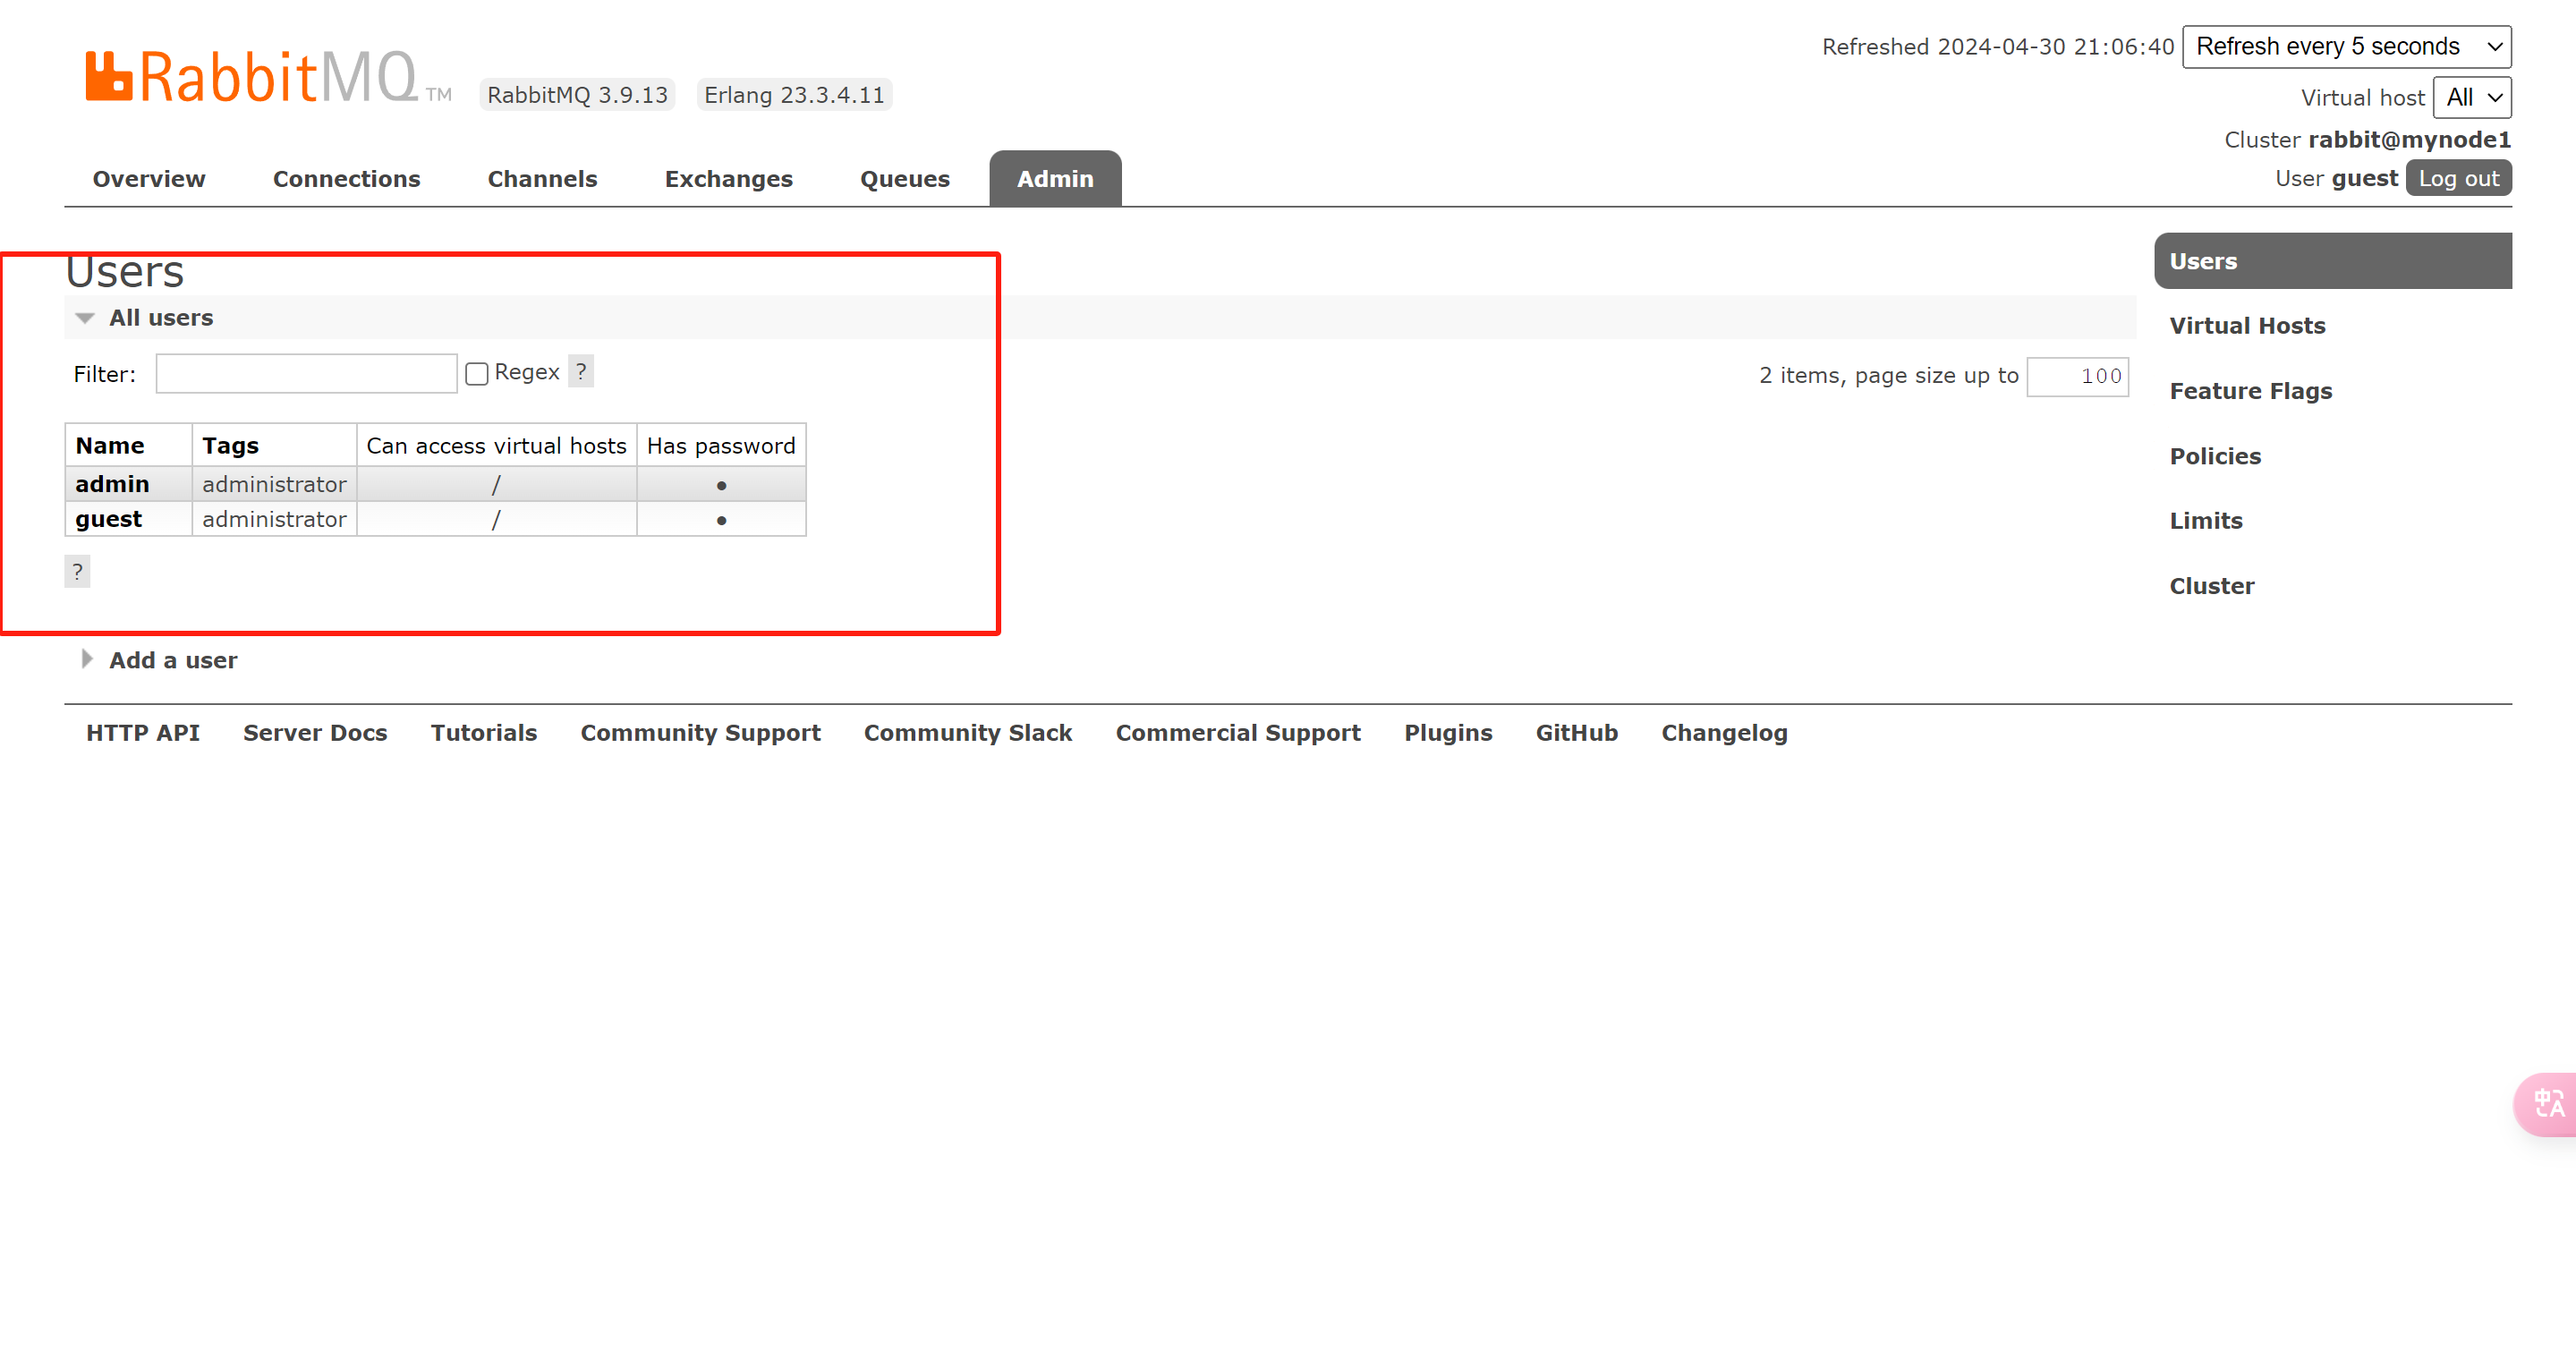 Refreshed 2024-04-30 21:06:40 Refresh every 5 seconds
RabbitMQ TM RabbitMQ 3.9.13 Erlang 23.3.4.11
Virtual host All
Cluster rabbit@mynode1
Overview Connections Channels Exchanges Queues Admin
User guest Log out
Users
All users
Filter: Regex ?
2 items, page size up to 100
Name Tags Can access virtual hosts Has password
admin administrator / ●
guest administrator / ●
?
Add a user
Users
Virtual Hosts
Feature Flags
Policies
Limits
Cluster
HTTP API Server Docs Tutorials Community Support Community Slack Commercial Support Plugins GitHub Changelog
中A